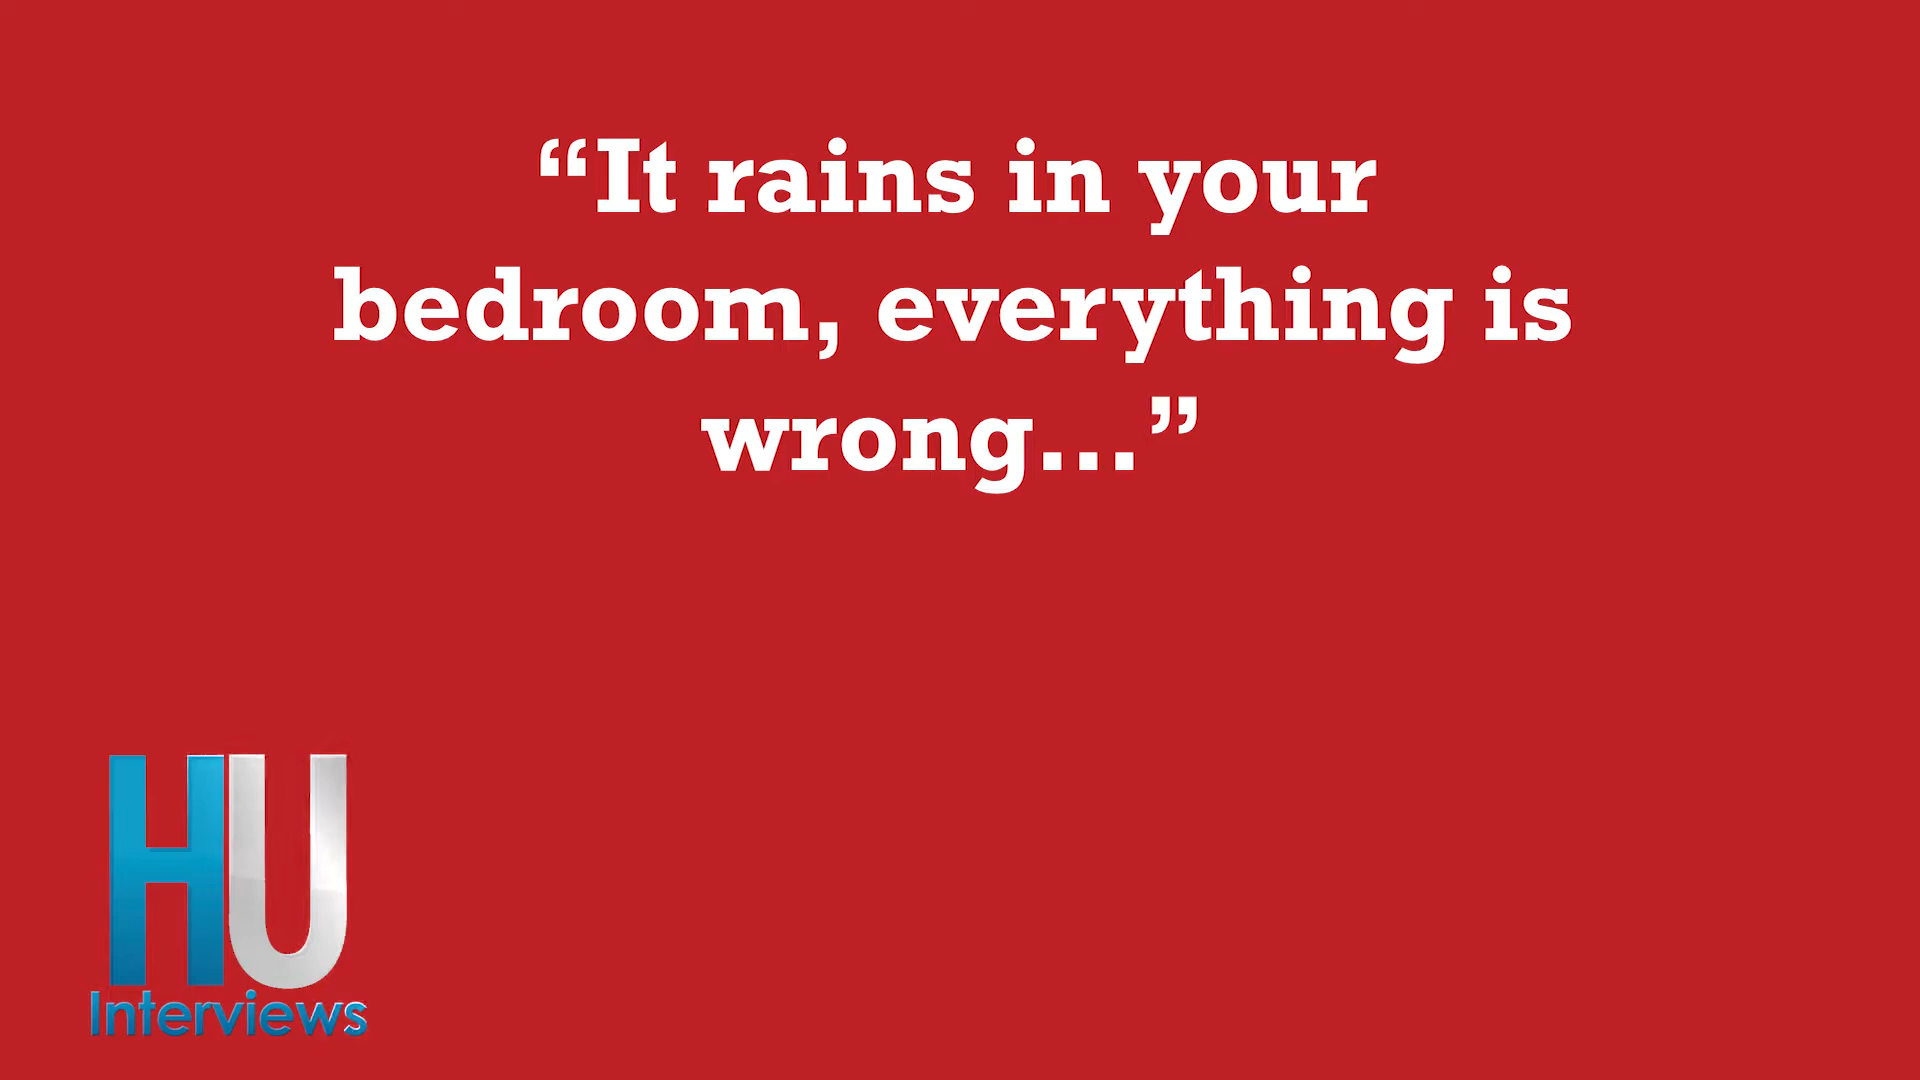 “It rains in your
bedroom, everything is
wrong...”
HU
Interviews